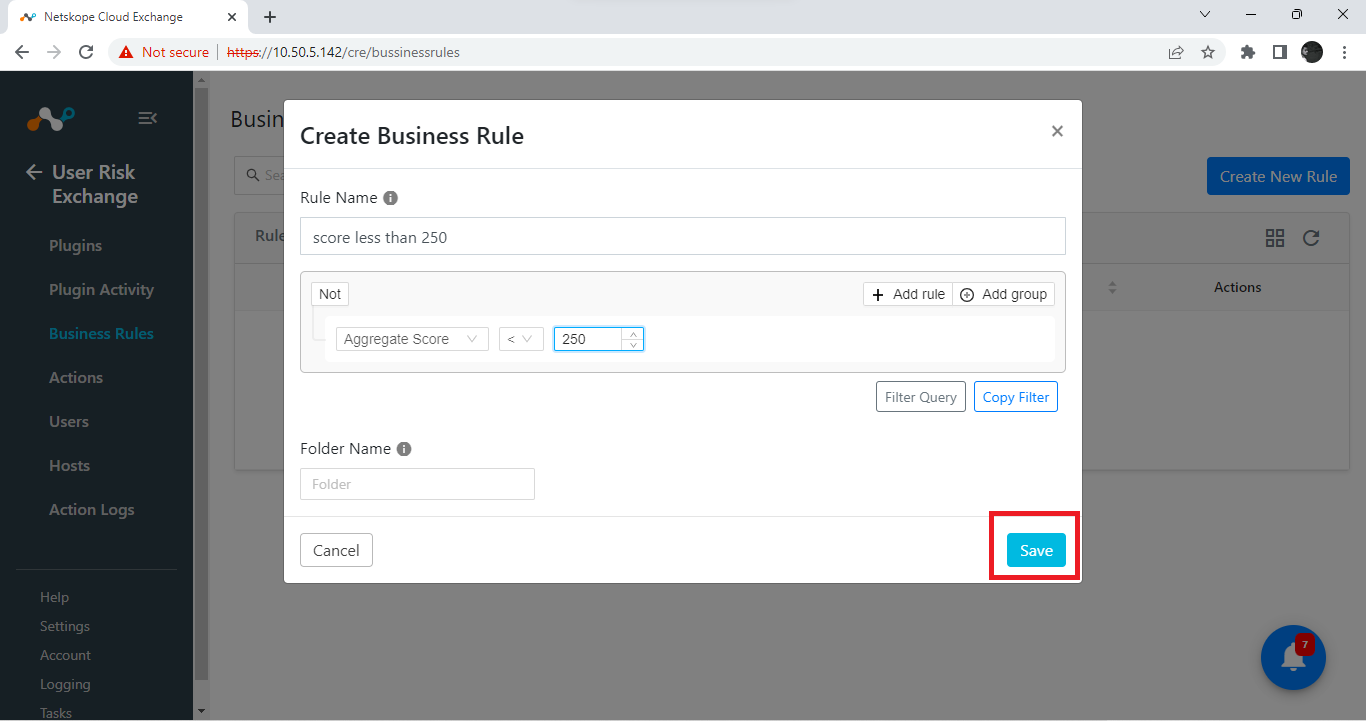 Netskope Cloud Exchange
Not secure
https://10.50.5.142/cre/bussinessrules
User Risk
Exchange
Plugins
Plugin Activity
Business Rules
Actions
Users
Hosts
Action Logs
Help
Settings
Account
Logging
Tasks
Busin
Sea
Create New Rule
Rule
Actions
Create Business Rule
Rule Name
score less than 250
Not
Add rule
Add group
Aggregate Score
<
250
Filter Query
Copy Filter
Folder Name
Folder
Cancel
Save
7